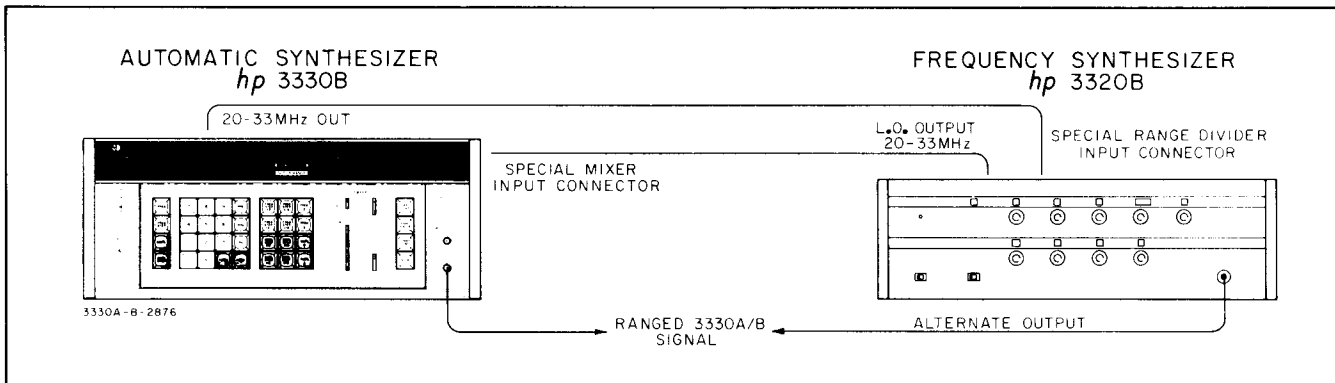 AUTOMATIC SYNTHESIZER
hp 3330B
FREQUENCY SYNTHESIZER
hp 3320B
20-33MHz OUT
L.O. OUTPUT
20-33MHz
SPECIAL RANGE DIVIDER
INPUT CONNECTOR
SPECIAL MIXER
INPUT CONNECTOR
3330A-B-2876
RANGED 3330A/B
SIGNAL
ALTERNATE OUTPUT